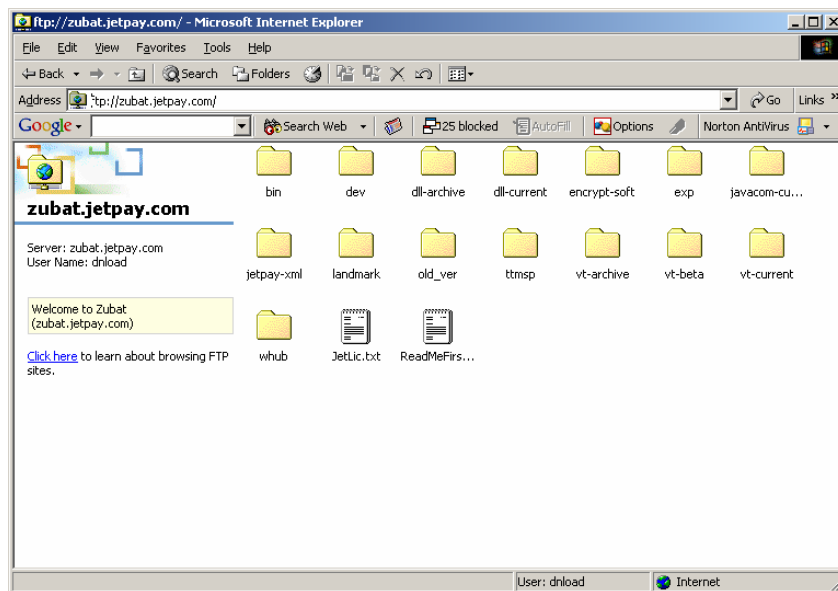 ftp://zubat.jetpay.com/ - Microsoft Internet Explorer
File Edit View Favorites Tools Help
Back Search Folders
Address tp://zubat.jetpay.com/ Go Links »
Google Search Web 25 blocked AutoFill Options Norton AntiVirus
zubat.jetpay.com
Server: zubat.jetpay.com
User Name: dnload
Welcome to Zubat
(zubat.jetpay.com)
Click here to learn about browsing FTP
sites.
bin dev dll-archive dll-current encrypt-soft exp javacom-cu...
jetpay-xml landmark old_ver ttmsp vt-archive vt-beta vt-current
whub JetLic.txt ReadMeFirs...
User: dnload Internet